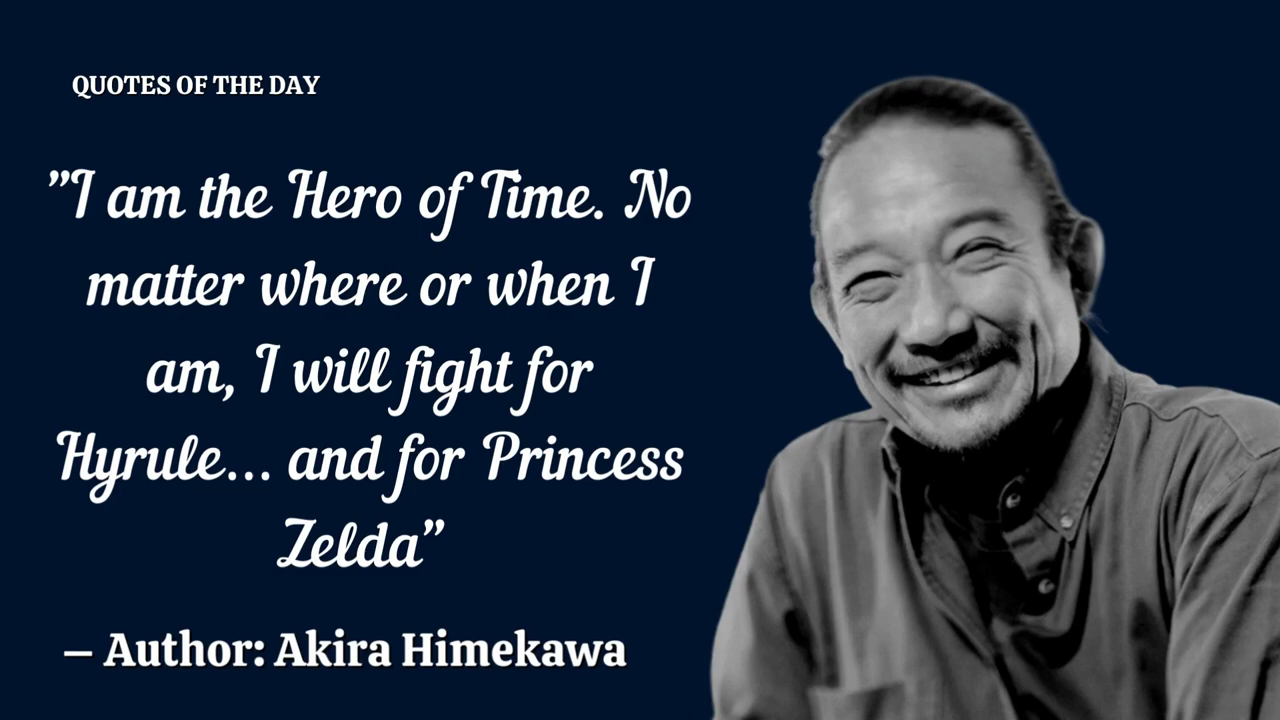 QUOTES OF THE DAY
”I am the Hero of Time. No
matter where or when I
am, I will fight for
Hyrule... and for Princess
Zelda”
– Author: Akira Himekawa